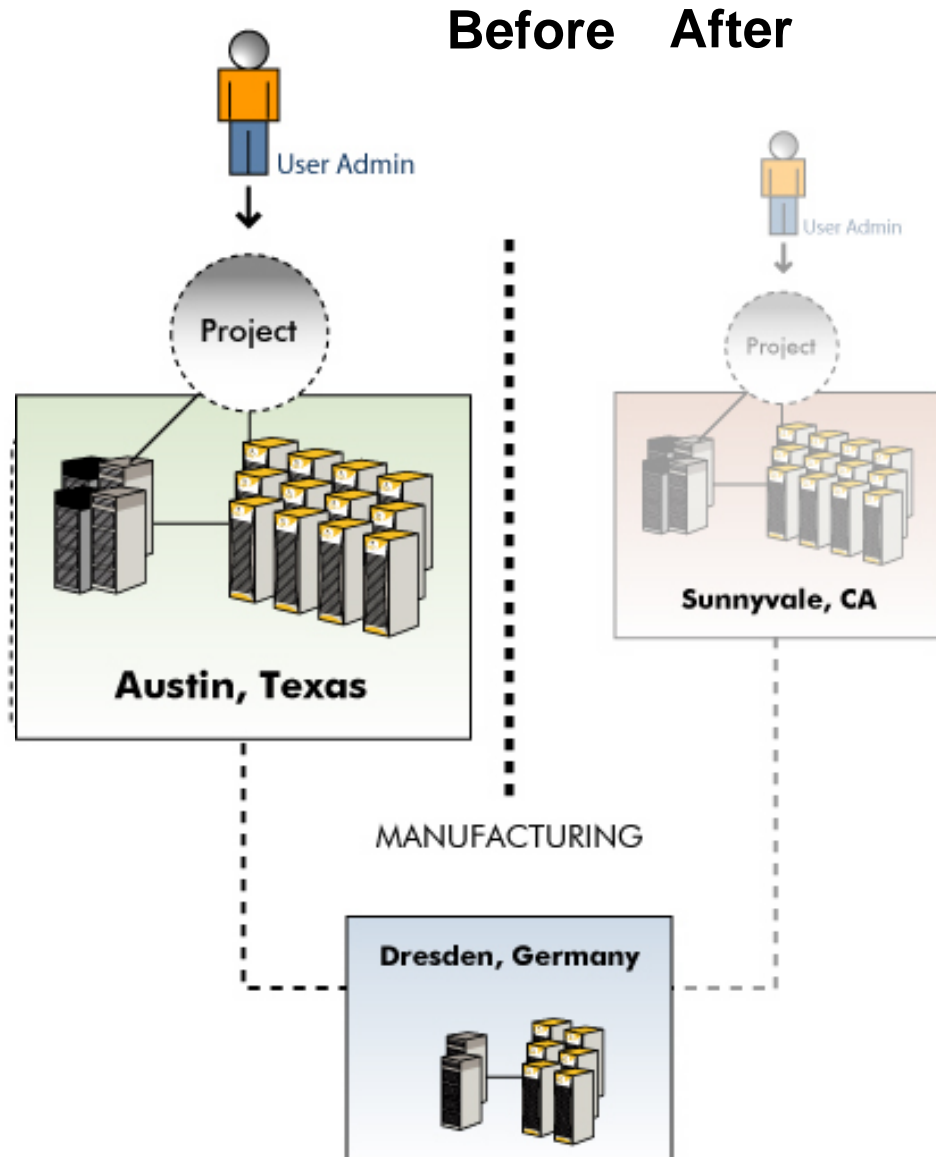 Before After
User Admin
User Admin
Project
Project
Sunnyvale, CA
Austin, Texas
MANUFACTURING
Dresden, Germany